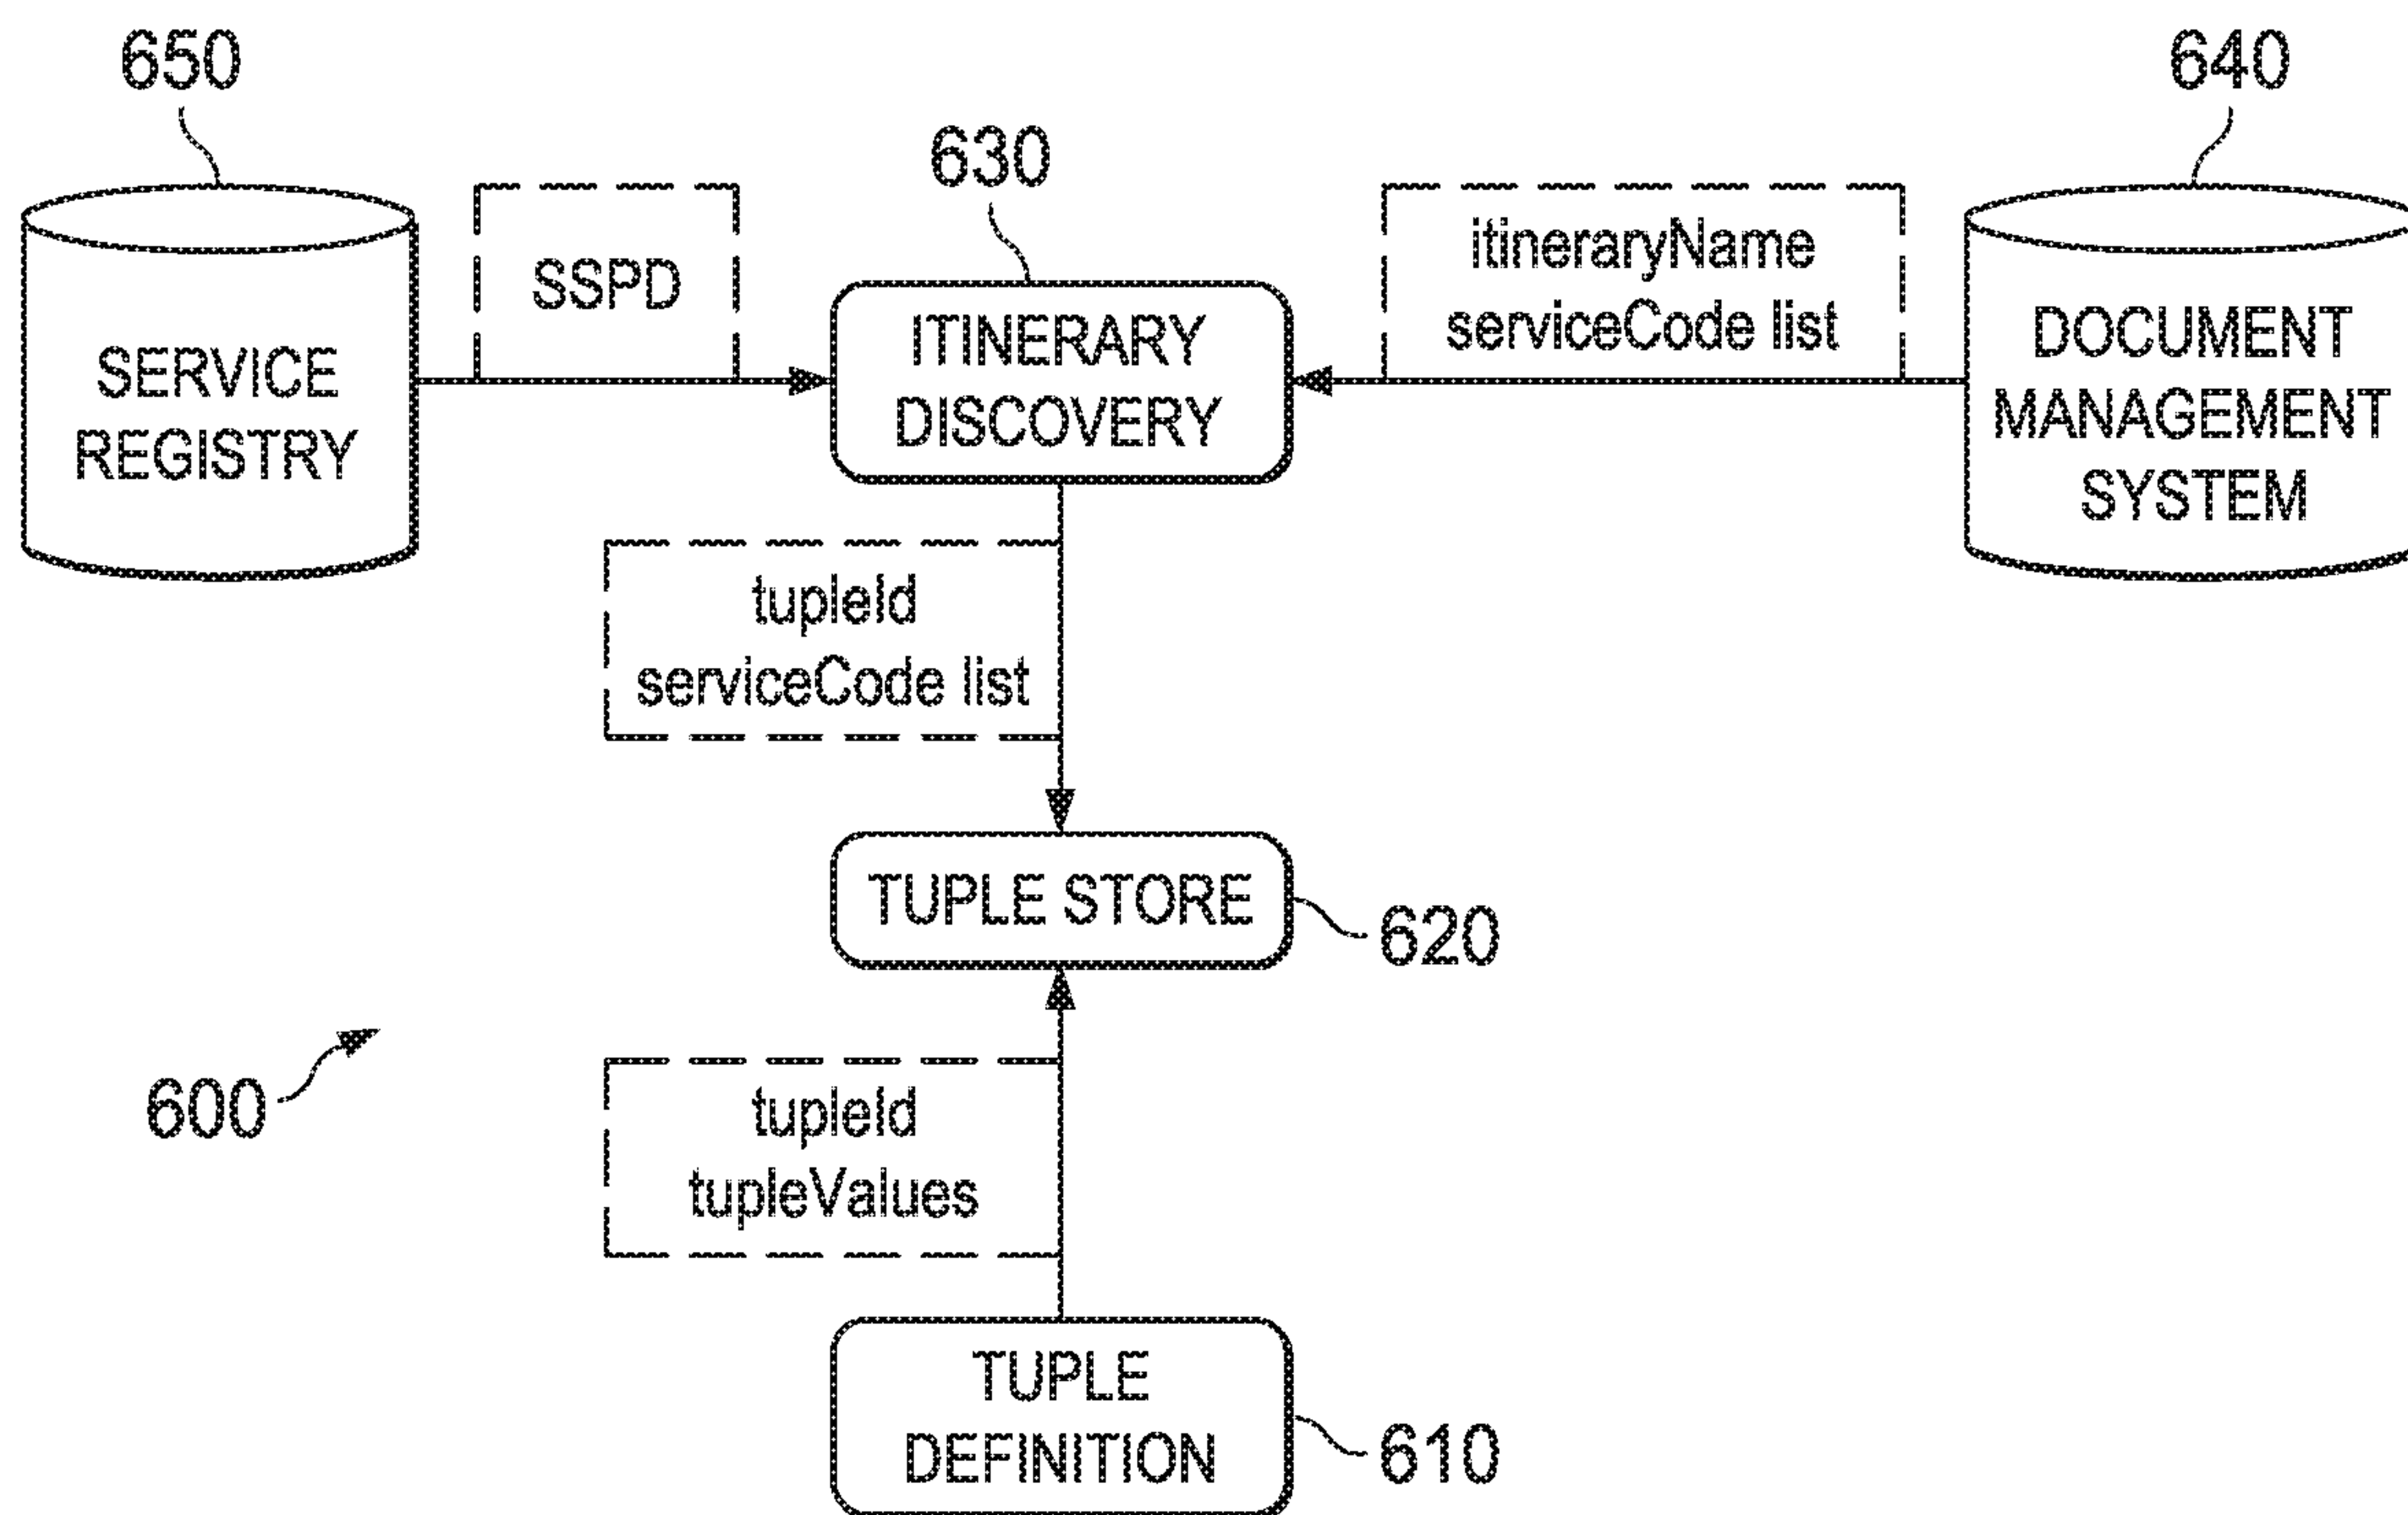 650
640
630
SERVICE
REGISTRY
SSPD
ITINERARY
DISCOVERY
itineraryName
serviceCode list
DOCUMENT
MANAGEMENT
SYSTEM
tupleId
serviceCode list
TUPLE STORE
620
600
tupleId
tupleValues
TUPLE
DEFINITION
610